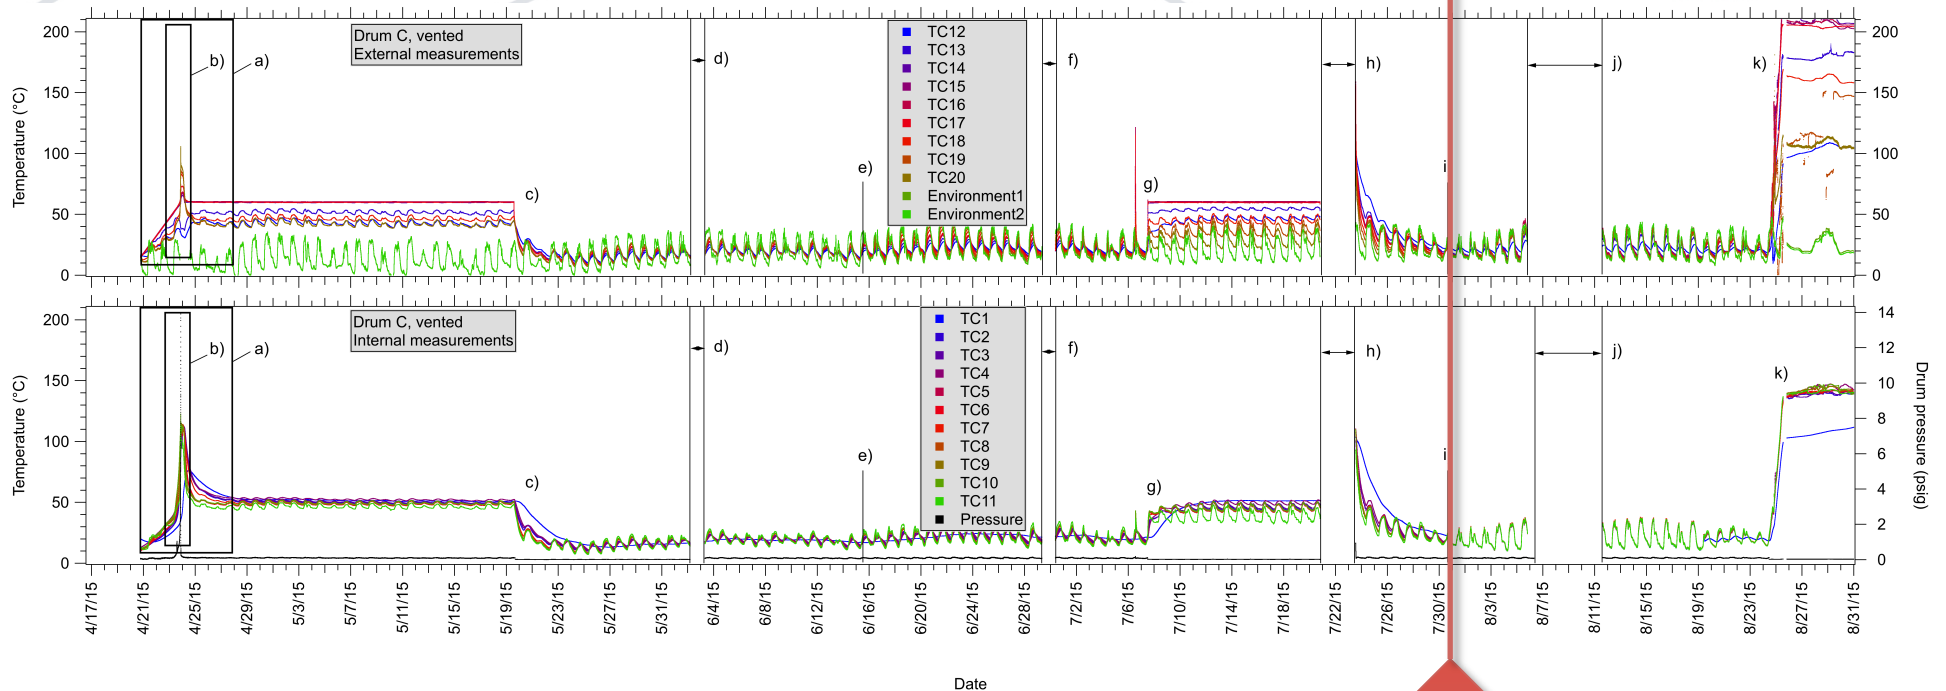 Drum C, vented
External measurements
TC12
TC13
TC14
TC15
TC16
TC17
TC18
TC19
TC20
Environment1
Environment2
b)
a)
c)
d)
e)
f)
g)
h)
i
j)
k)
Temperature (°C)
200
150
100
50
0
200
150
100
50
0
Drum C, vented
Internal measurements
TC1
TC2
TC3
TC4
TC5
TC6
TC7
TC8
TC9
TC10
TC11
Pressure
b)
a)
c)
d)
e)
f)
g)
h)
i
j)
k)
Temperature (°C)
200
150
100
50
0
14
12
10
8
6
4
2
0
Drum pressure (psig)
4/17/15
4/21/15
4/25/15
4/29/15
5/3/15
5/7/15
5/11/15
5/15/15
5/19/15
5/23/15
5/27/15
5/31/15
6/4/15
6/8/15
6/12/15
6/16/15
6/20/15
6/24/15
6/28/15
7/2/15
7/6/15
7/10/15
7/14/15
7/18/15
7/22/15
7/26/15
7/30/15
8/3/15
8/7/15
8/11/15
8/15/15
8/19/15
8/23/15
8/27/15
8/31/15
Date